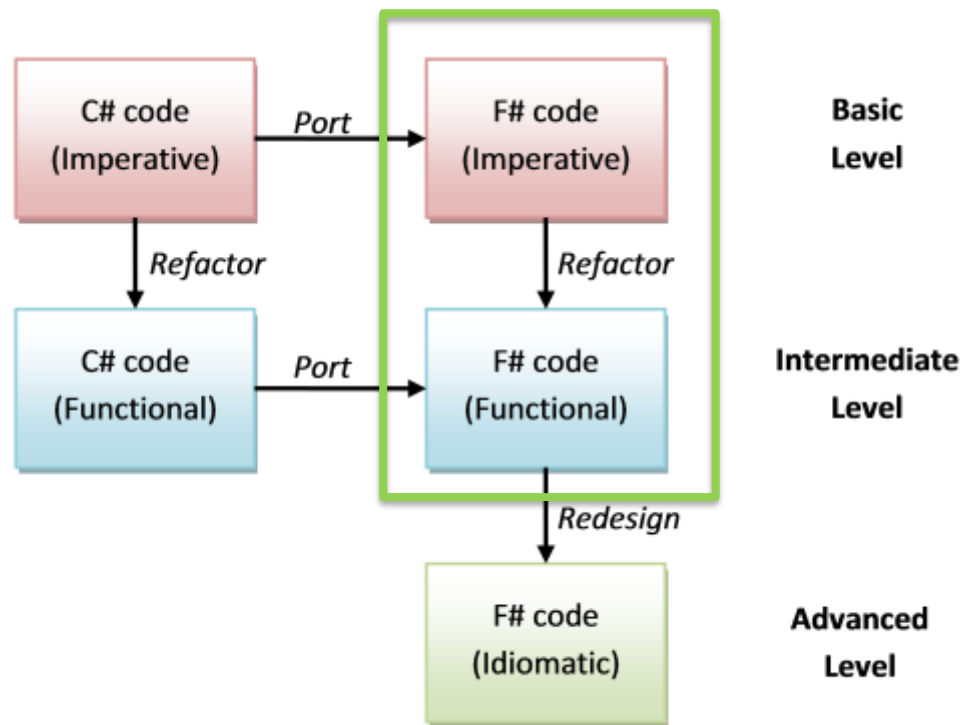 C# code
(Imperative)
Port
F# code
(Imperative)
Basic
Level
Refactor
Refactor
C# code
(Functional)
Port
F# code
(Functional)
Intermediate
Level
Redesign
F# code
(Idiomatic)
Advanced
Level